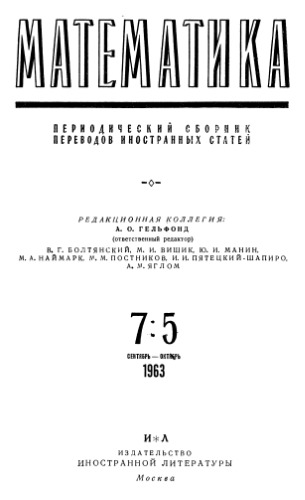 МАТЕМАТИКА
ПЕРИОДИЧЕСКИЙ СБОРНИК
ПЕРЕВОДОВ ИНОСТРАННЫХ СТАТЕЙ
РЕДАКЦИОННАЯ КОЛЛЕГИЯ:
А. О. ГЕЛЬФОНД
(ответственный редактор)
В. Г. БОЛТЯНСКИЙ, М. И. ВИШИК, Ю. И. МАНИН,
М. А. НАЙМАРК, М. М. ПОСТНИКОВ, И. И. ПЯТЕЦКИЙ-ШАПИРО,
А. М. ЯГЛОМ
7:5
СЕНТЯБРЬ — ОКТЯБРЬ
1963
И*Л
ИЗДАТЕЛЬСТВО
ИНОСТРАННОЙ ЛИТЕРАТУРЫ
Москва